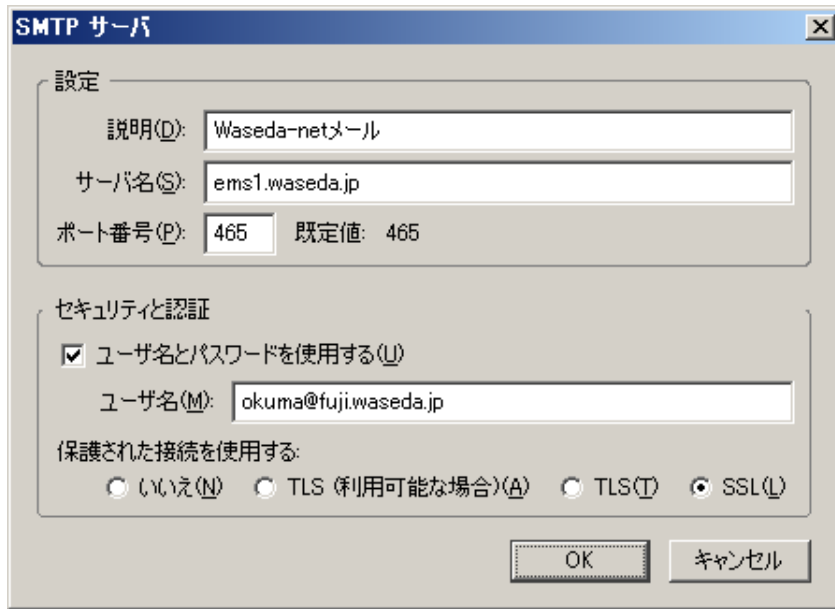 SMTP サーバ
設定
説明(D): Waseda-netメール
サーバ名(S): ems1.waseda.jp
ポート番号(P): 465 既定値: 465
セキュリティと認証
ユーザ名とパスワードを使用する(U)
ユーザ名(M): okuma@fuji.waseda.jp
保護された接続を使用する:
いいえ(N) TLS (利用可能な場合)(A) TLS(T) SSL(L)
OK キャンセル